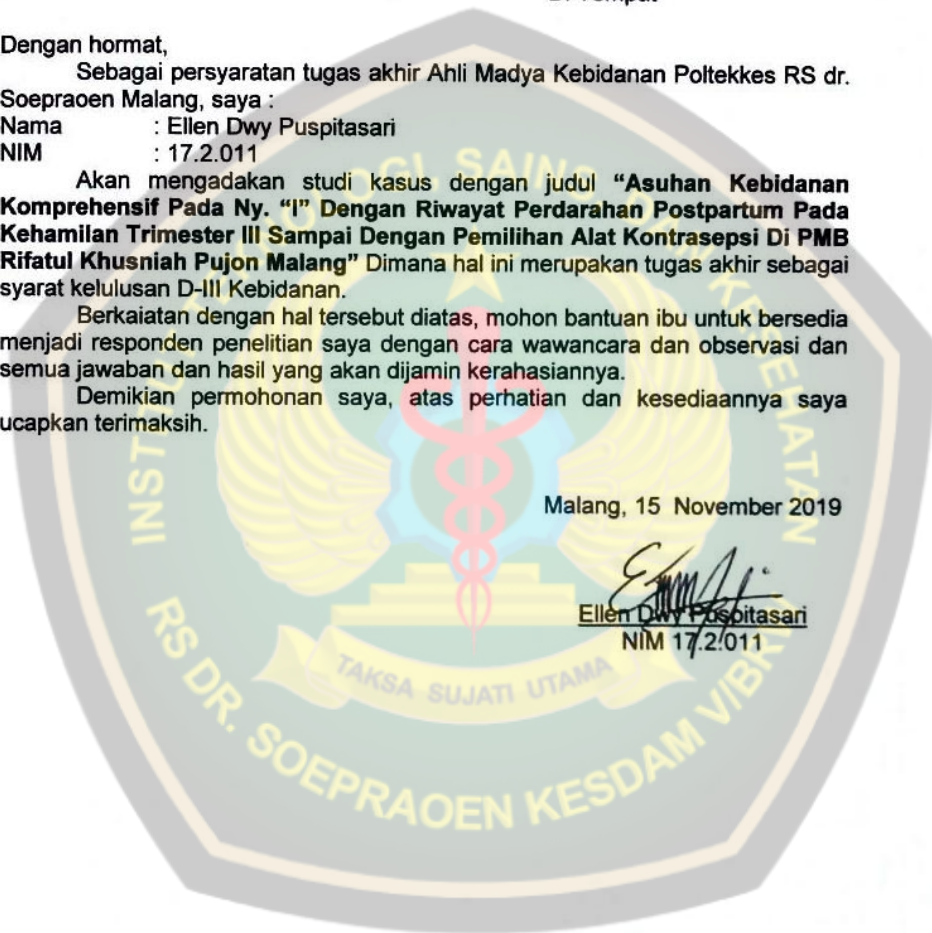 Dengan hormat,
Sebagai persyaratan tugas akhir Ahli Madya Kebidanan Poltekkes RS dr.
Soepraoen Malang, saya :
Nama : Ellen Dwy Puspitasari
NIM : 17.2.011
Akan mengadakan studi kasus dengan judul “Asuhan Kebidanan
Komprehensif Pada Ny. “I” Dengan Riwayat Perdarahan Postpartum Pada
Kehamilan Trimester III Sampai Dengan Pemilihan Alat Kontrasepsi Di PMB
Rifatul Khusniah Pujon Malang” Dimana hal ini merupakan tugas akhir sebagai
syarat kelulusan D-III Kebidanan.
Berkaiatan dengan hal tersebut diatas, mohon bantuan ibu untuk bersedia
menjadi responden penelitian saya dengan cara wawancara dan observasi dan
semua jawaban dan hasil yang akan dijamin kerahasiannya.
Demikian permohonan saya, atas perhatian dan kesediaannya saya
ucapkan terimaksih.
Malang, 15 November 2019
Ellen Dwy Puspitasari
NIM 17.2.011
INSTITUT TEKNOLOGI, SAINS, DAN KESEHATAN
TAKSA SUJATI UTAMA
RS DR. SOEPRAOEN KESDAM V/BRW